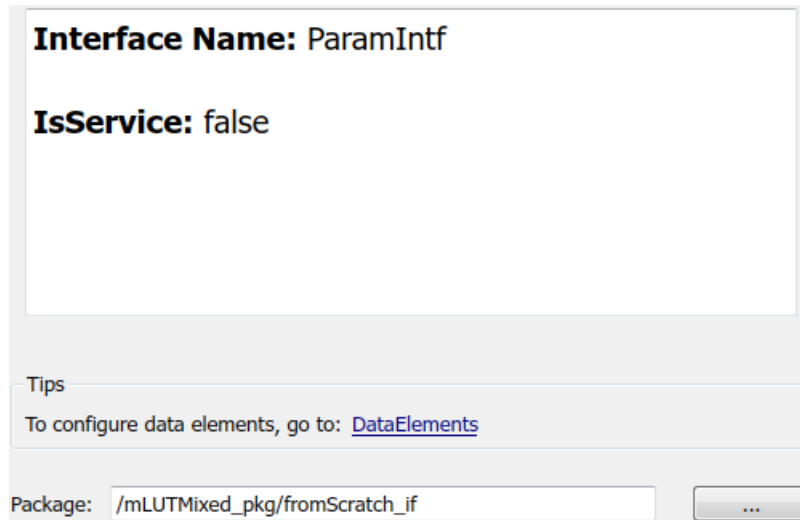 Interface Name: ParamIntf
IsService: false
Tips
To configure data elements, go to: DataElements
Package: /mLUTMixed_pkg/fromScratch_if ...